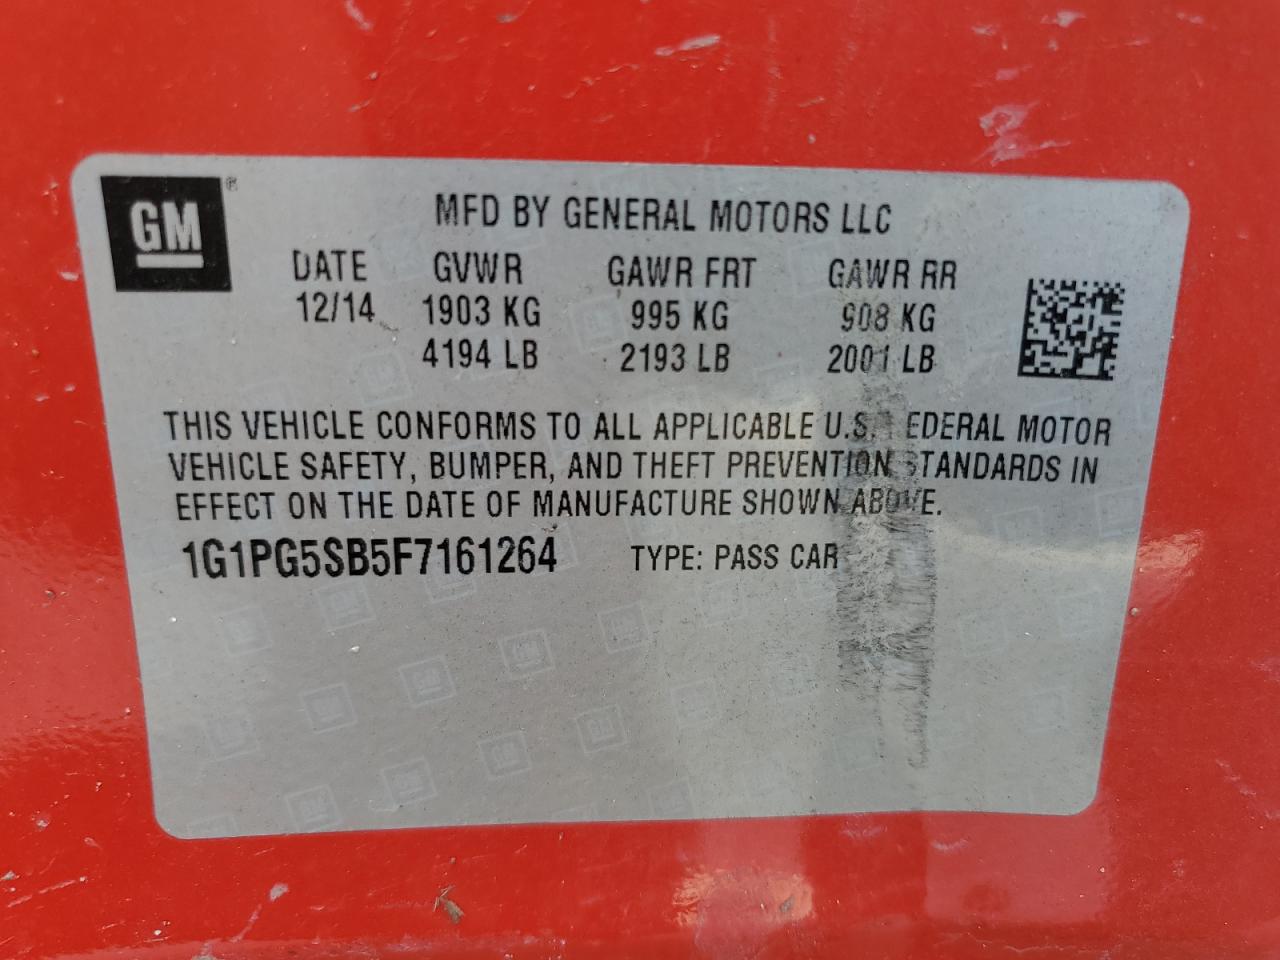 GM ®
MFD BY GENERAL MOTORS LLC
DATE GVWR GAWR FRT GAWR RR
12/14 1903 KG 995 KG 908 KG
4194 LB 2193 LB 2001 LB
THIS VEHICLE CONFORMS TO ALL APPLICABLE U.S. EDERAL MOTOR
VEHICLE SAFETY, BUMPER, AND THEFT PREVENTION STANDARDS IN
EFFECT ON THE DATE OF MANUFACTURE SHOWN ABOVE.
1G1PG5SB5F7161264 TYPE: PASS CAR